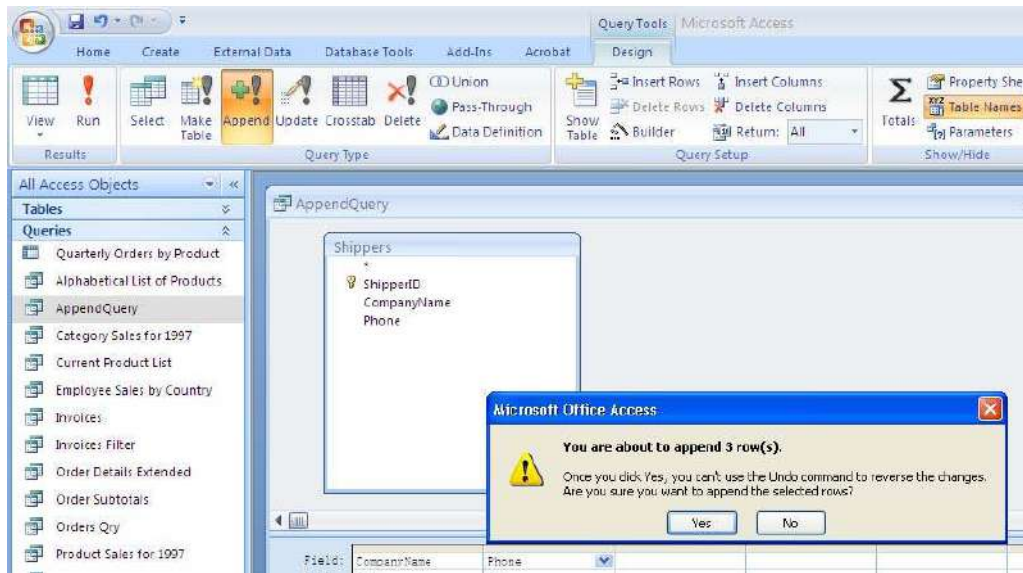 Query Tools Microsoft Access
Home Create External Data Database Tools Add-Ins Acrobat Design
View Run Select Make Table Append Update Crosstab Delete
Union
Pass-Through
Data Definition
Show Table
Insert Rows
Delete Rows
Builder
Insert Columns
Delete Columns
Return: All
Totals
Property She
Table Names
Parameters
Results Query Type Query Setup Show/Hide
All Access Objects
Tables
Queries
Quarterly Orders by Product
Alphabetical List of Products
AppendQuery
Category Sales for 1997
Current Product List
Employee Sales by Country
Invoices
Invoices Filter
Order Details Extended
Order Subtotals
Orders Qry
Product Sales for 1997
AppendQuery
Shippers
*
ShipperID
CompanyName
Phone
Microsoft Office Access
You are about to append 3 row(s).
Once you click Yes, you can't use the Undo command to reverse the changes.
Are you sure you want to append the selected rows?
Yes No
Field: CompanyName Phone